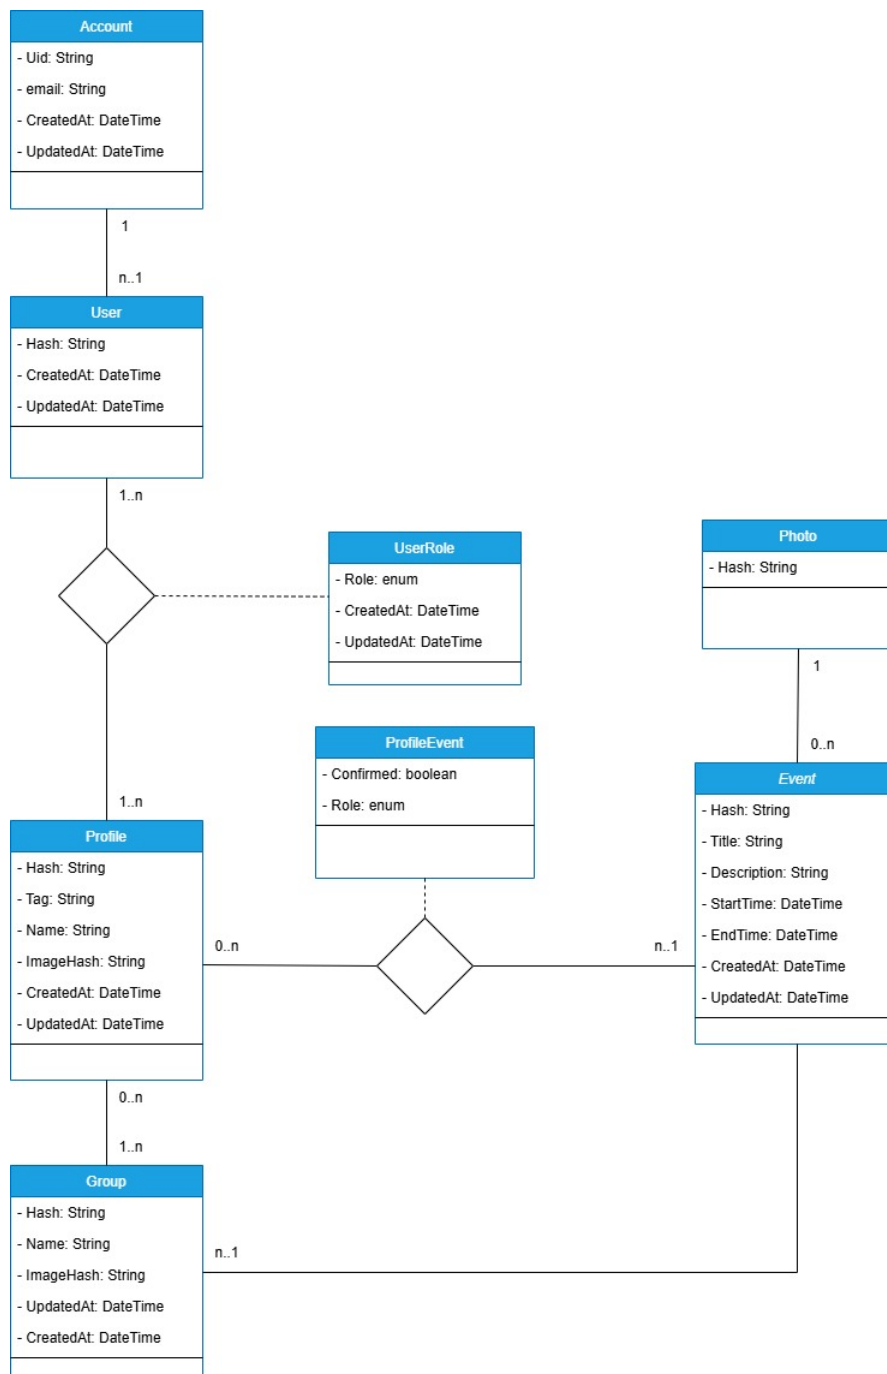 Account
- Uid: String
- email: String
- CreatedAt: DateTime
- UpdatedAt: DateTime
1
n..1
User
- Hash: String
- CreatedAt: DateTime
- UpdatedAt: DateTime
1..n
UserRole
- Role: enum
- CreatedAt: DateTime
- UpdatedAt: DateTime
Photo
- Hash: String
1
0..n
ProfileEvent
- Confirmed: boolean
- Role: enum
Event
- Hash: String
- Title: String
- Description: String
- StartTime: DateTime
- EndTime: DateTime
- CreatedAt: DateTime
- UpdatedAt: DateTime
1..n
Profile
- Hash: String
- Tag: String
- Name: String
- ImageHash: String
- CreatedAt: DateTime
- UpdatedAt: DateTime
0..n
n..1
0..n
1..n
Group
- Hash: String
- Name: String
- ImageHash: String
- UpdatedAt: DateTime
- CreatedAt: DateTime
n..1